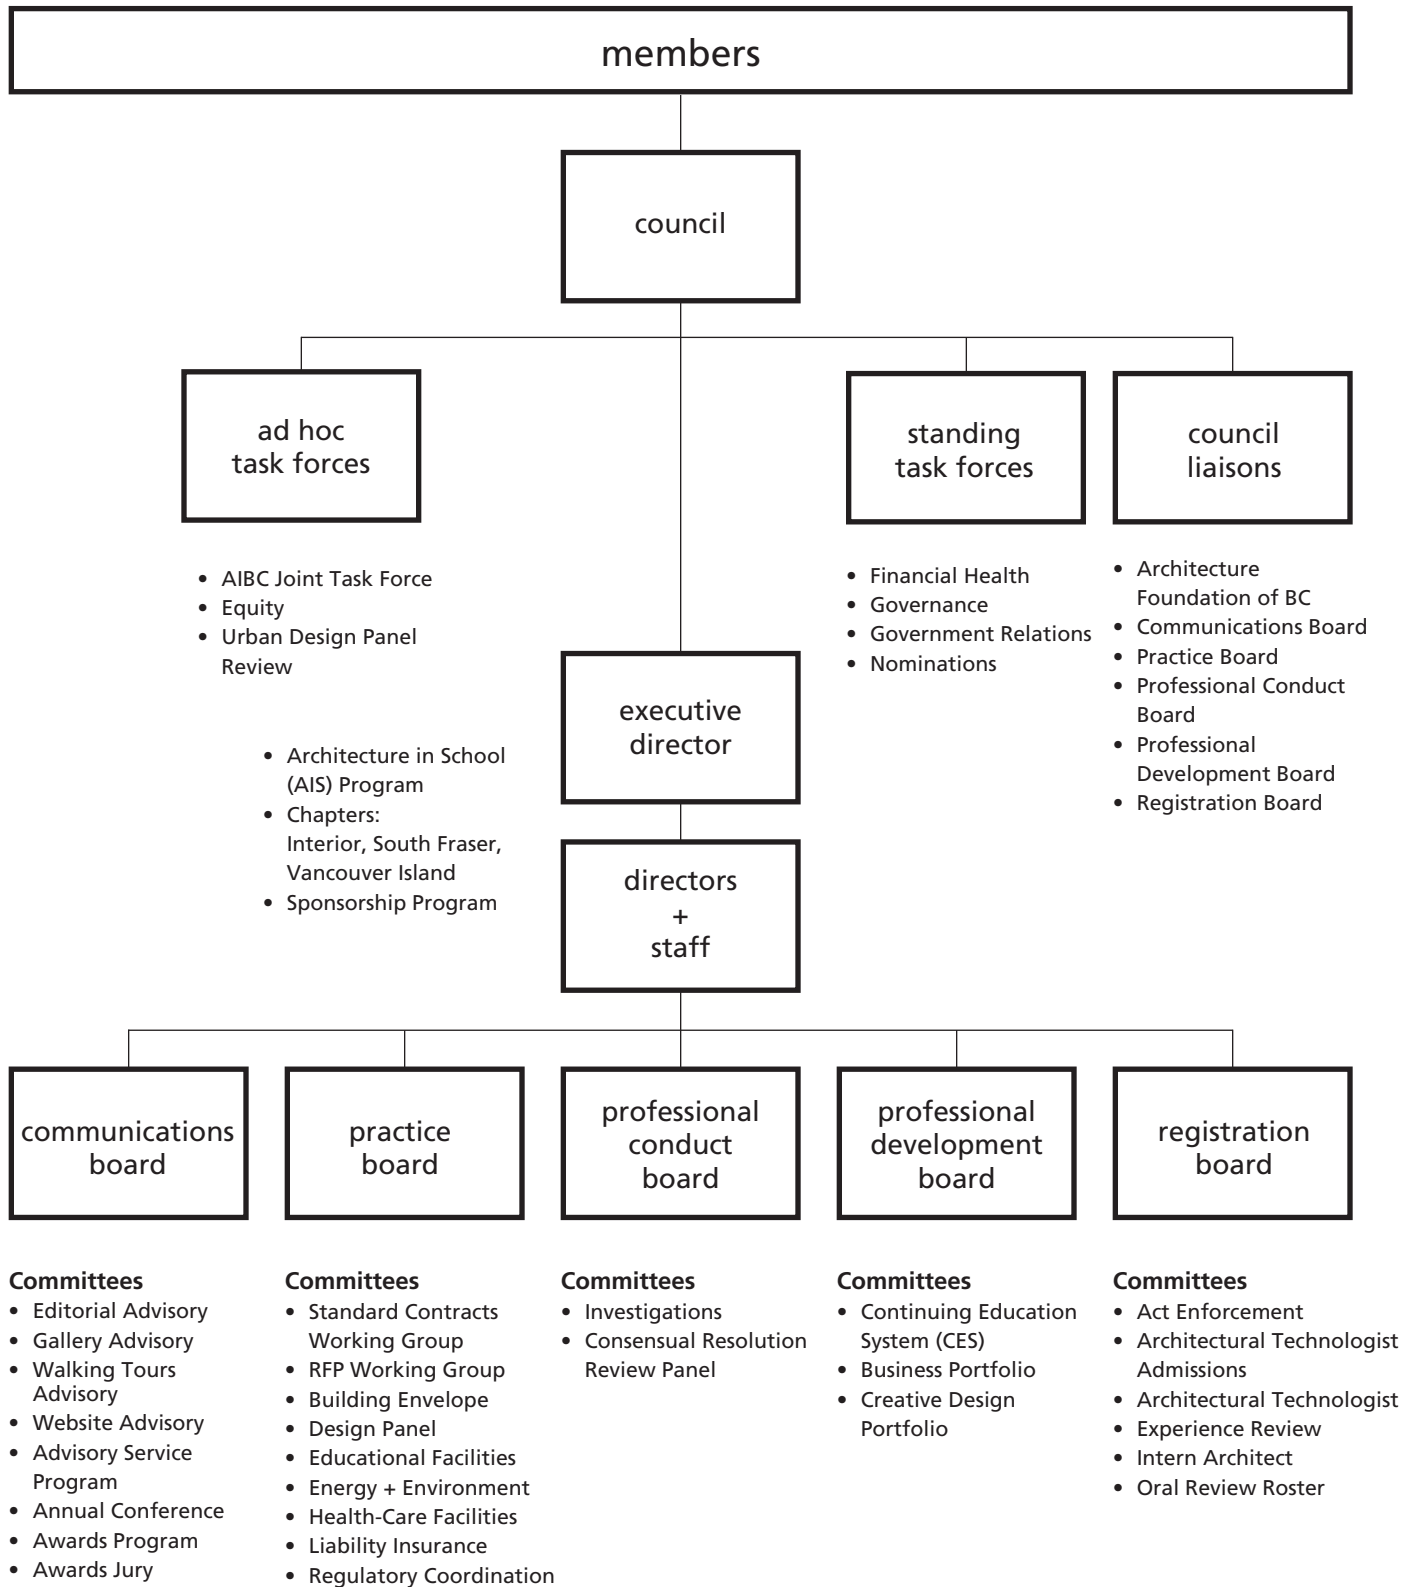 members
council
ad hoc
task forces
standing
task forces
council
liaisons
• AIBC Joint Task Force
• Equity
• Urban Design Panel
Review
• Financial Health
• Governance
• Government Relations
• Nominations
• Architecture
Foundation of BC
• Communications Board
• Practice Board
• Professional Conduct
Board
• Professional
Development Board
• Registration Board
executive
director
• Architecture in School
(AIS) Program
• Chapters:
Interior, South Fraser,
Vancouver Island
• Sponsorship Program
directors
+
staff
communications
board
practice
board
professional
conduct
board
professional
development
board
registration
board
Committees
• Editorial Advisory
• Gallery Advisory
• Walking Tours
Advisory
• Website Advisory
• Advisory Service
Program
• Annual Conference
• Awards Program
• Awards Jury
Committees
• Standard Contracts
Working Group
• RFP Working Group
• Building Envelope
• Design Panel
• Educational Facilities
• Energy + Environment
• Health-Care Facilities
• Liability Insurance
• Regulatory Coordination
Committees
• Investigations
• Consensual Resolution
Review Panel
Committees
• Continuing Education
System (CES)
• Business Portfolio
• Creative Design
Portfolio
Committees
• Act Enforcement
• Architectural Technologist
Admissions
• Architectural Technologist
• Experience Review
• Intern Architect
• Oral Review Roster